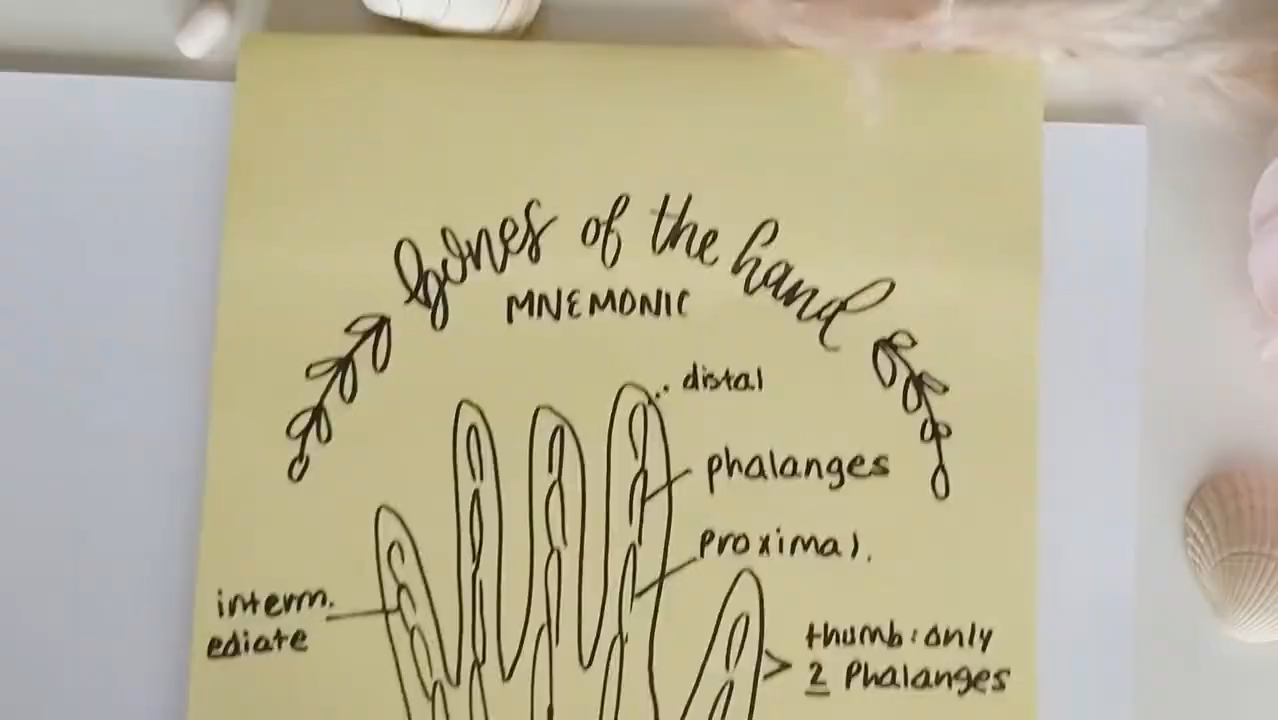 bones of the hand
MNEMONIC
distal
phalanges
proximal.
interm.
ediate
thumb: only
2 Phalanges